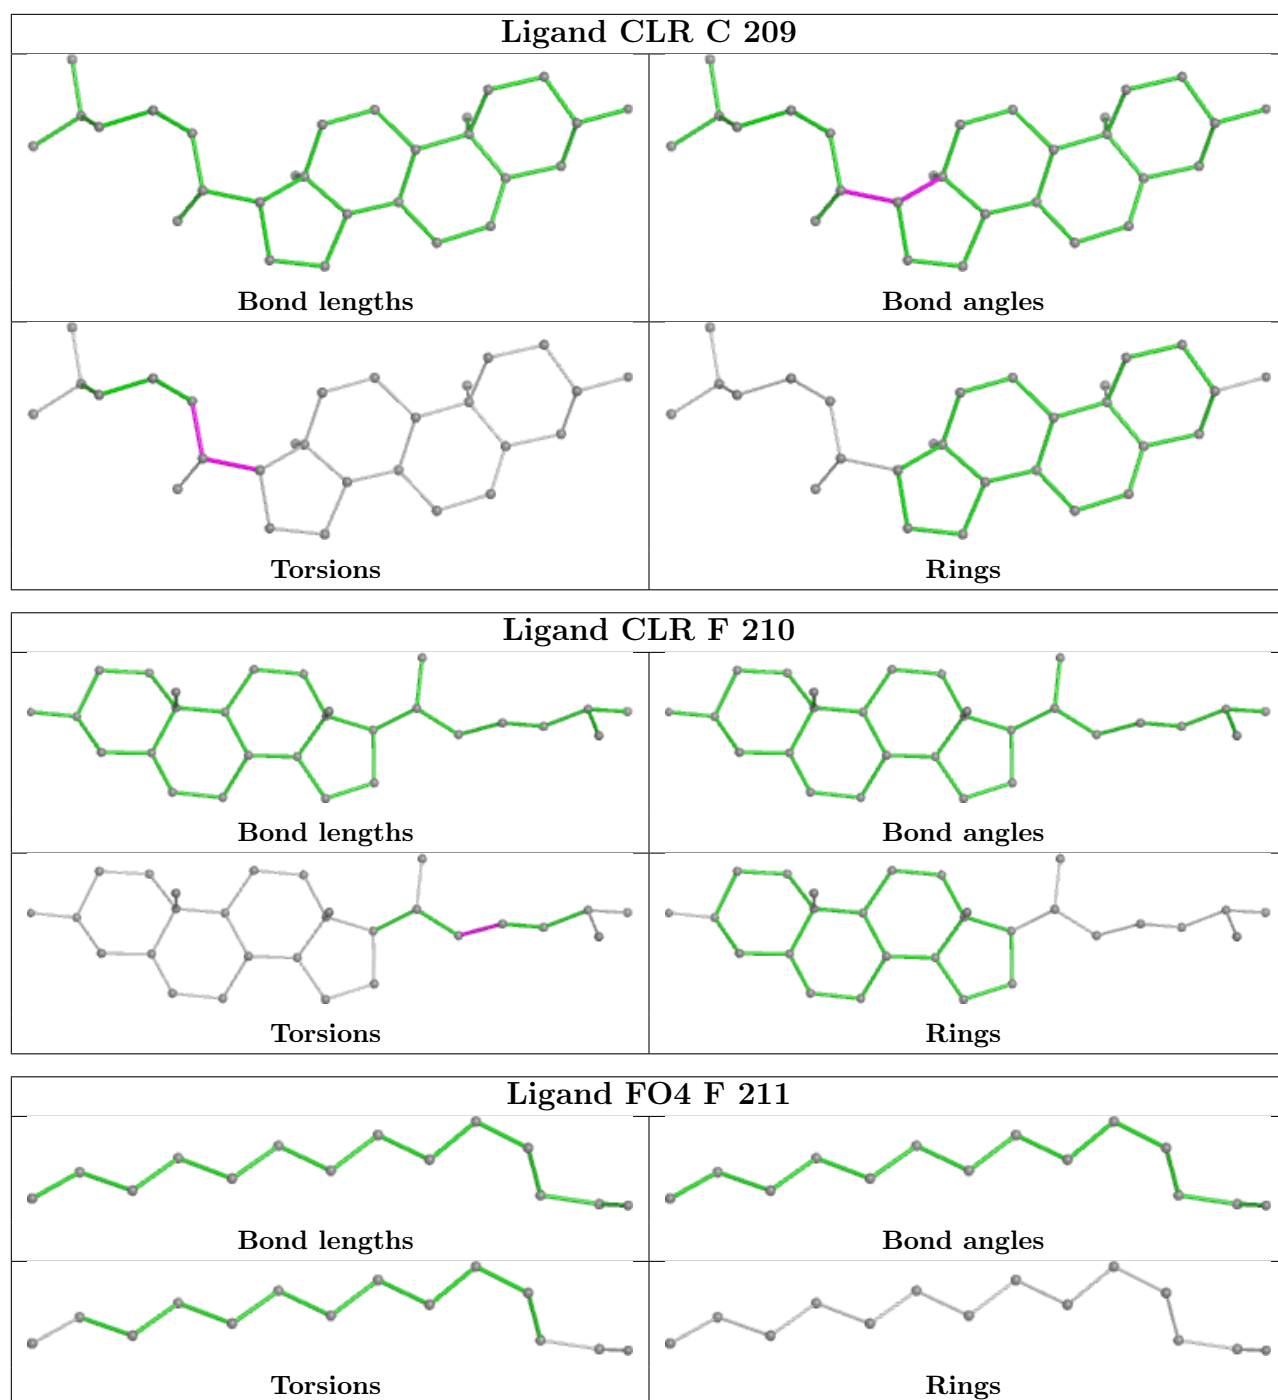 Ligand CLR C 209
Bond lengths
Bond angles
Torsions
Rings
Ligand CLR F 210
Bond lengths
Bond angles
Torsions
Rings
Ligand FO4 F 211
Bond lengths
Bond angles
Torsions
Rings